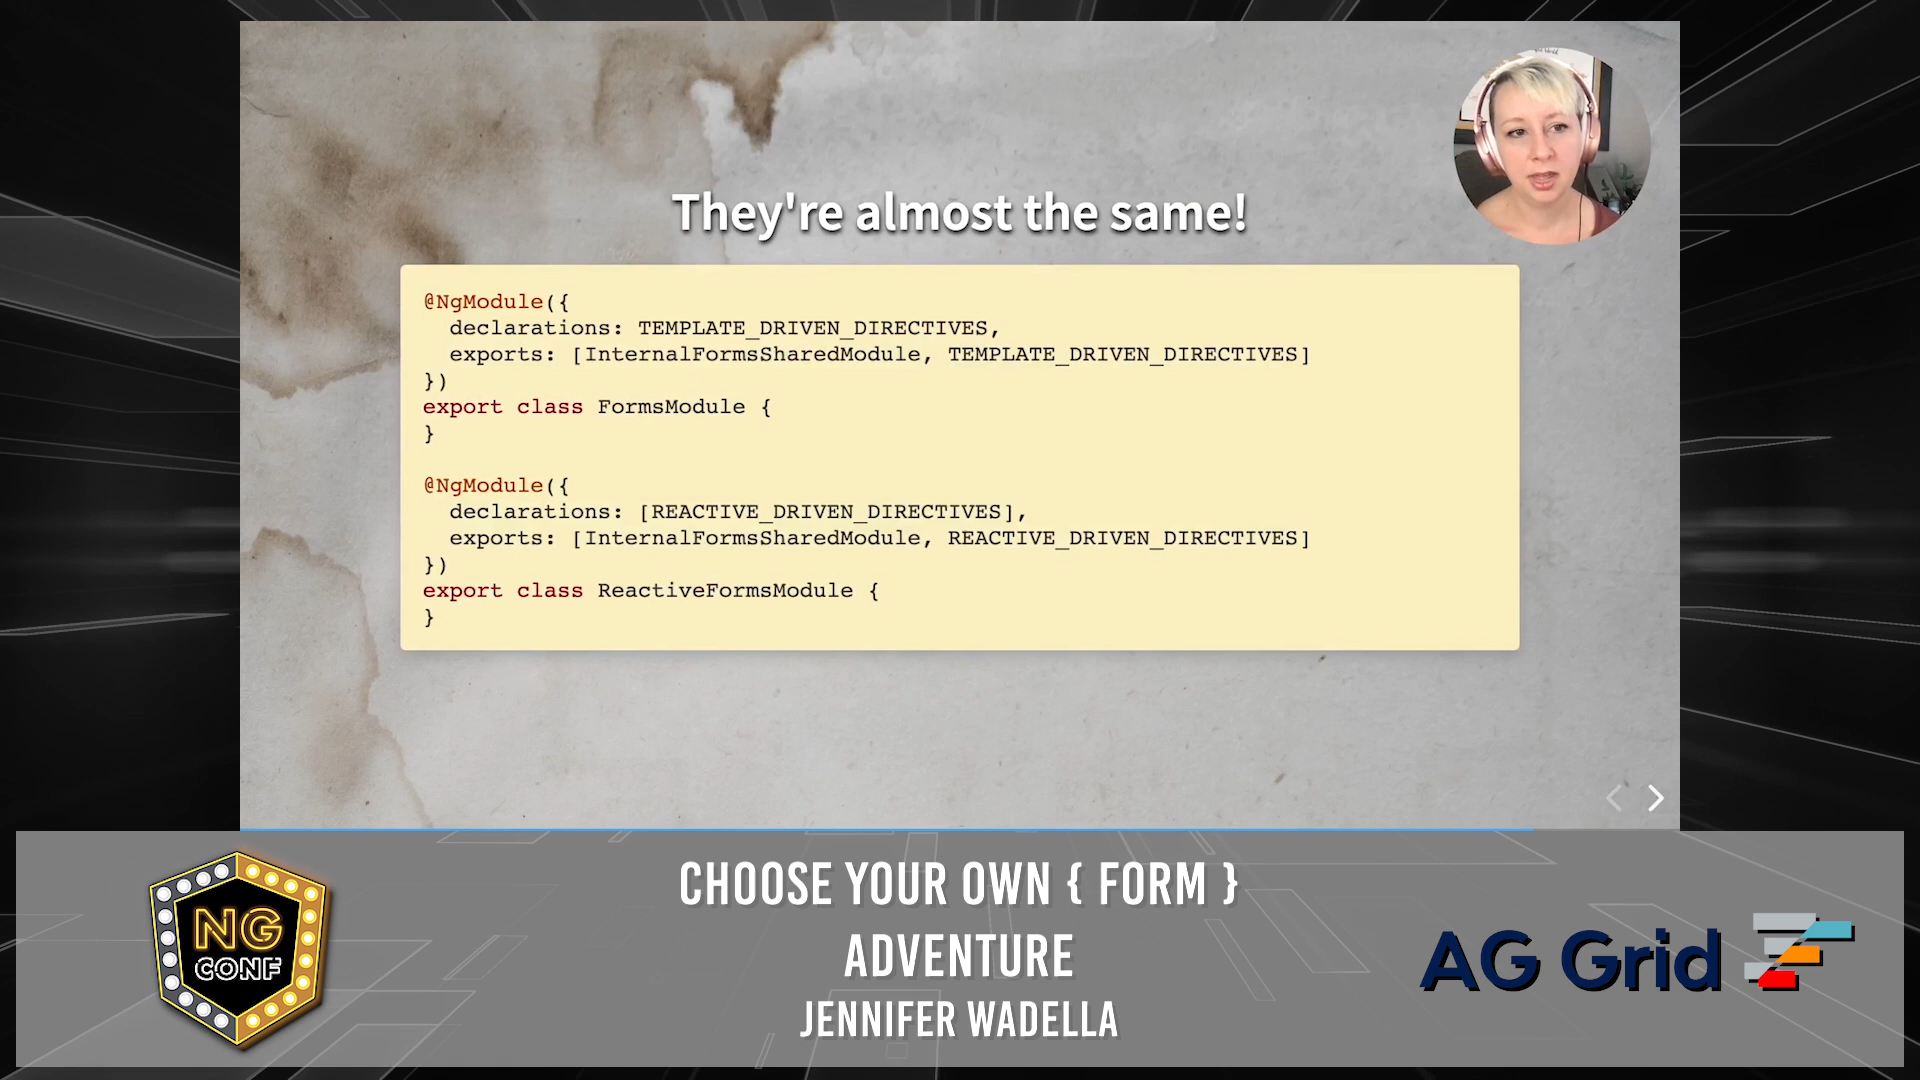 They're almost the same!
@NgModule({
  declarations: TEMPLATE_DRIVEN_DIRECTIVES,
  exports: [InternalFormsSharedModule, TEMPLATE_DRIVEN_DIRECTIVES]
})
export class FormsModule {
}
@NgModule({
  declarations: [REACTIVE_DRIVEN_DIRECTIVES],
  exports: [InternalFormsSharedModule, REACTIVE_DRIVEN_DIRECTIVES]
})
export class ReactiveFormsModule {
}
NG
CONF
CHOOSE YOUR OWN { FORM }
ADVENTURE
JENNIFER WADELLA
AG Grid